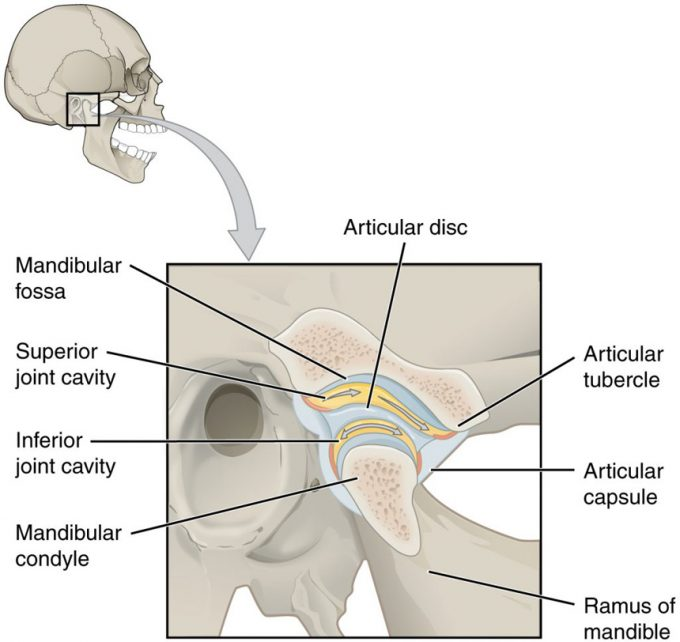 Articular disc
Mandibular
fossa
Superior
joint cavity
Inferior
joint cavity
Mandibular
condyle
Articular
tubercle
Articular
capsule
Ramus of
mandible